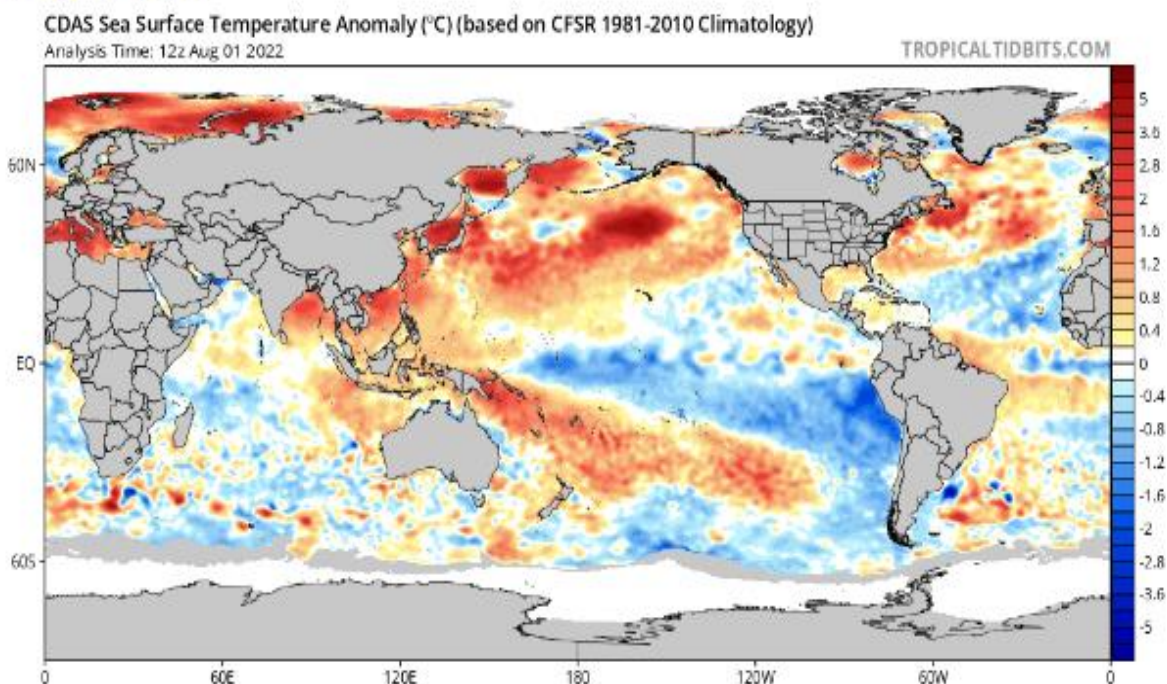 CDAS Sea Surface Temperature Anomaly (°C) (based on CFSR 1981-2010 Climatology)
Analysis Time: 12z Aug 01 2022
TROPICALTIDBITS.COM
60N
EQ
60S
0
60E
120E
180
120W
60W
0
5
3.6
2.8
2
1.6
1.2
0.8
0.4
0
-0.4
-0.8
-1.2
-1.6
-2
-2.8
-3.6
-5